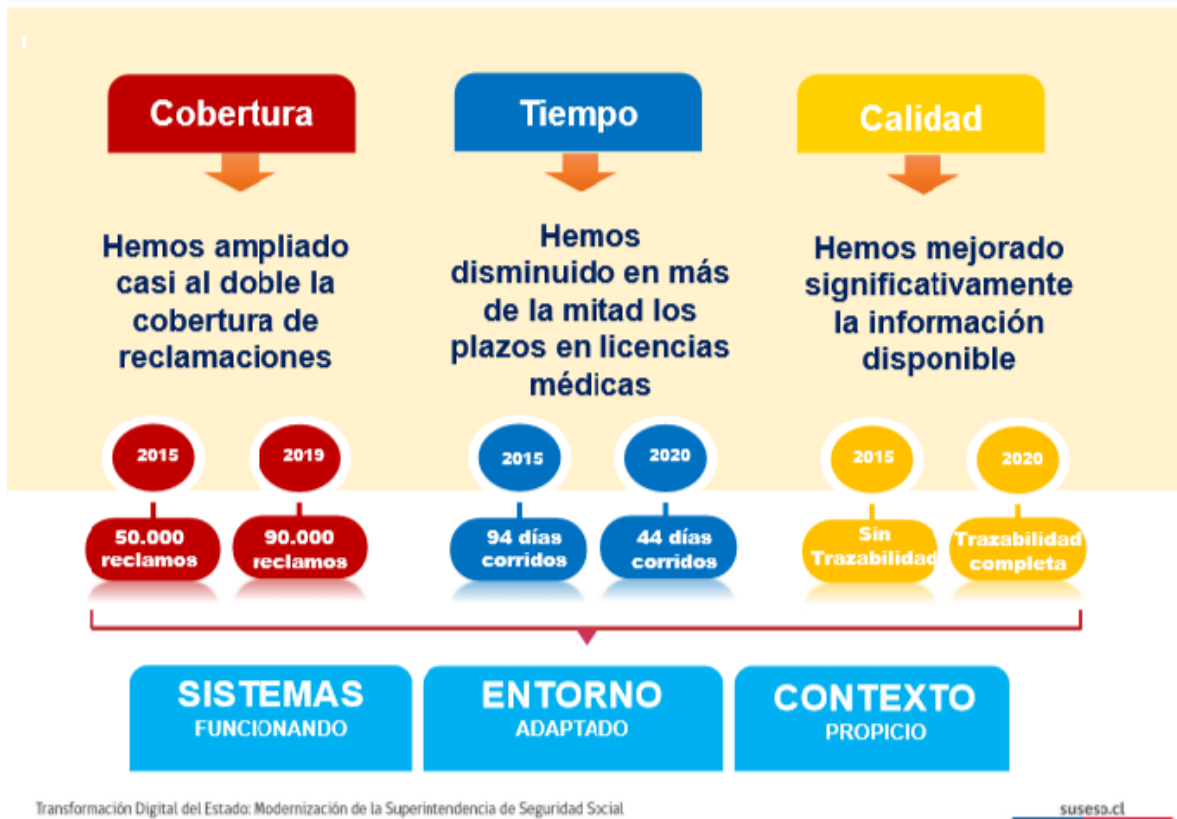 Cobertura
Hemos ampliado
casi al doble la
cobertura de
reclamaciones
2015
2019
50.000
reclamos
90.000
reclamos
Tiempo
Hemos
disminuido en más
de la mitad los
plazos en licencias
médicas
2015
2020
94 días
corridos
44 días
corridos
Calidad
Hemos mejorado
significativamente
la información
disponible
2015
2020
Sin
Trazabilidad
Trazabilidad
completa
SISTEMAS
FUNCIONANDO
ENTORNO
ADAPTADO
CONTEXTO
PROPICIO
Transformación Digital del Estado: Modernización de la Superintendencia de Seguridad Social
suseso.cl